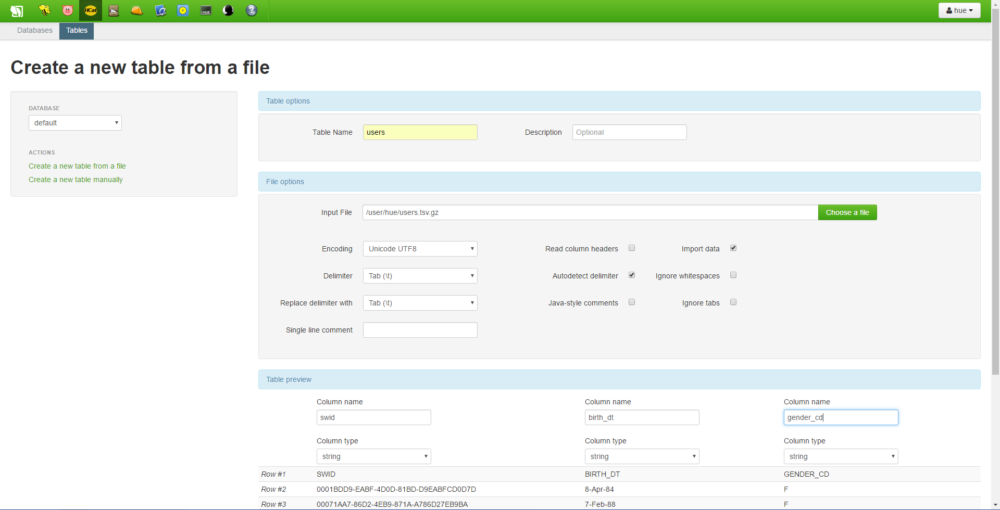 HCat
>HUE
?
hue
Databases Tables
Create a new table from a file
DATABASE
default
ACTIONS
Create a new table from a file
Create a new table manually
Table options
Table Name users Description Optional
File options
Input File /user/hue/users.tsv.gz Choose a file
Encoding Unicode UTF8 Read column headers Import data
Delimiter Tab (\t) Autodetect delimiter Ignore whitespaces
Replace delimiter with Tab (\t) Java-style comments Ignore tabs
Single line comment
Table preview
Column name Column name Column name
swid birth_dt gender_cd
Column type Column type Column type
string string string
Row #1 SWID BIRTH_DT GENDER_CD
Row #2 0001BDD9-EABF-4D0D-81BD-D9EABFCD0D7D 8-Apr-84 F
Row #3 00071AA7-86D2-4EB9-871A-A786D27EB9BA 7-Feb-88 F